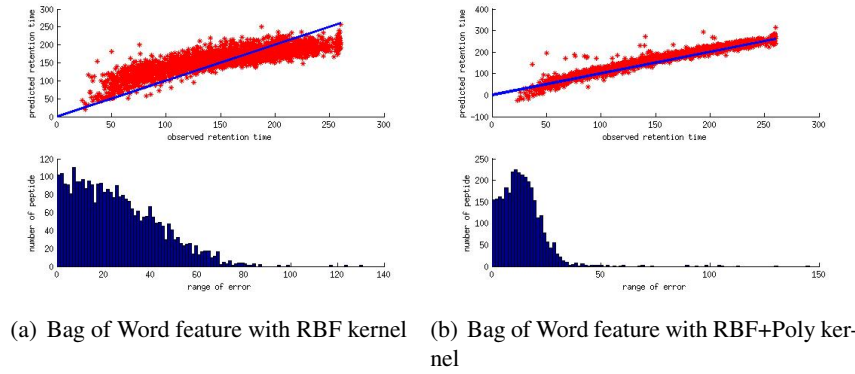 300
250
200
150
100
50
0
predicted retention time
0 50 100 150 200 250 300
observed retention time
120
100
80
60
40
20
0
number of peptide
0 20 40 60 80 100 120 140
range of error
(a) Bag of Word feature with RBF kernel
400
300
200
100
0
-100
predicted retention time
0 50 100 150 200 250 300
observed retention time
250
200
150
100
50
0
number of peptide
0 50 100 150
range of error
(b) Bag of Word feature with RBF+Poly ker-
nel